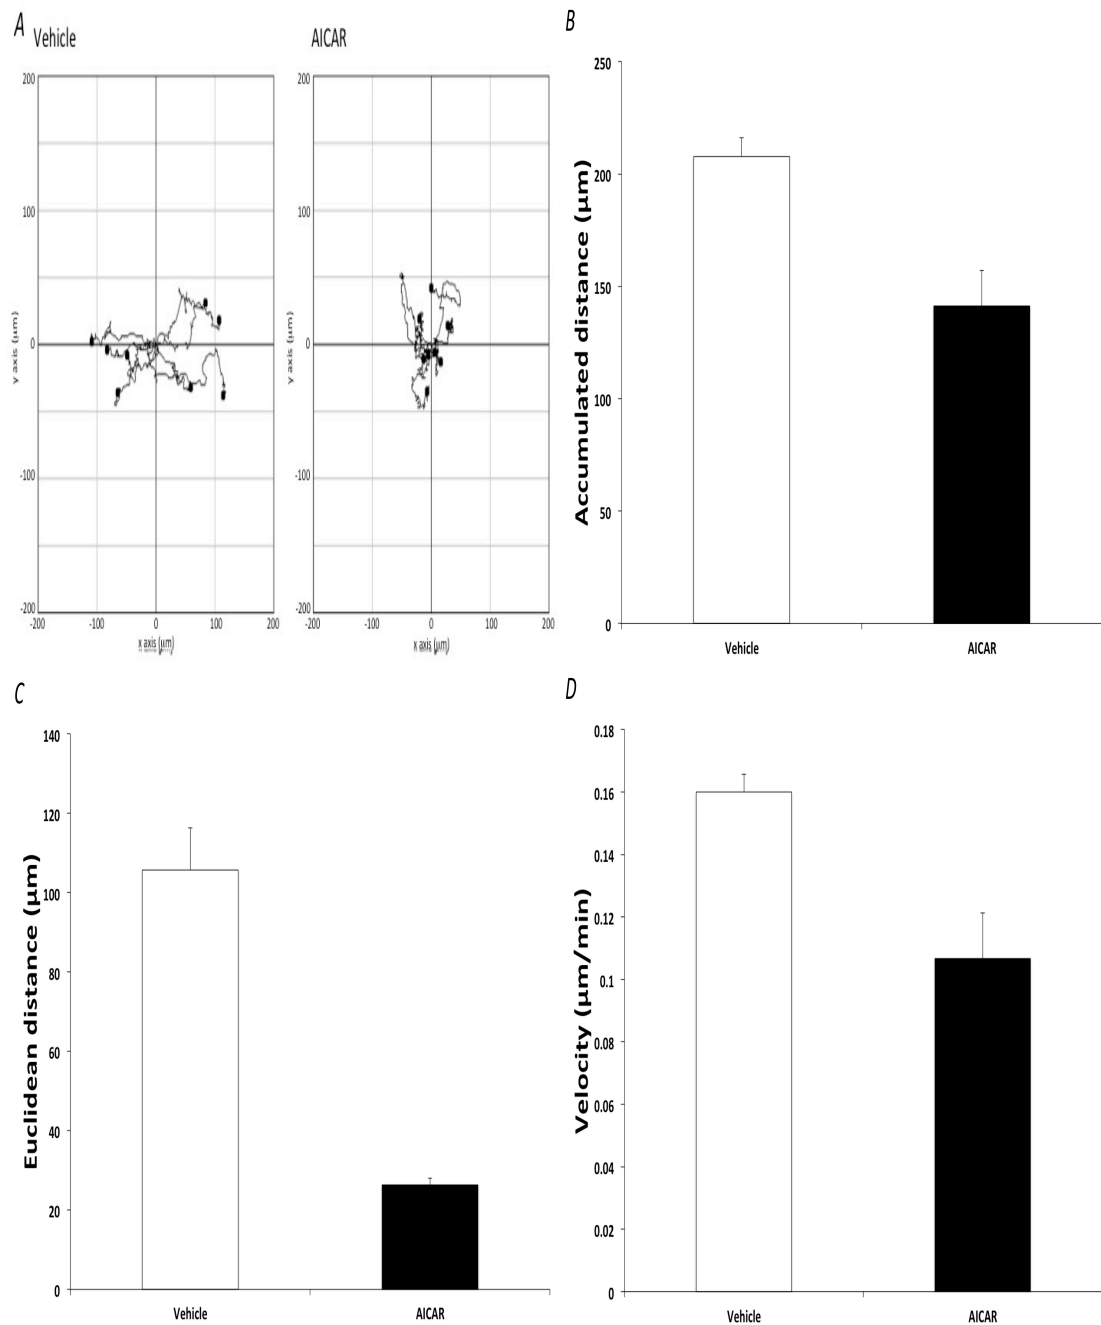 A
Vehicle
AICAR
200
100
0
-100
-200
y axis (µm)
-200 -100 0 100 200
x axis (µm)
200
100
0
-100
-200
y axis (µm)
-200 -100 0 100 200
x axis (µm)
B
250
200
150
100
50
0
Accumulated distance (µm)
Vehicle AICAR
C
140
120
100
80
60
40
20
0
Euclidean distance (µm)
Vehicle AICAR
D
0.18
0.16
0.14
0.12
0.1
0.08
0.06
0.04
0.02
0
Velocity (µm/min)
Vehicle AICAR